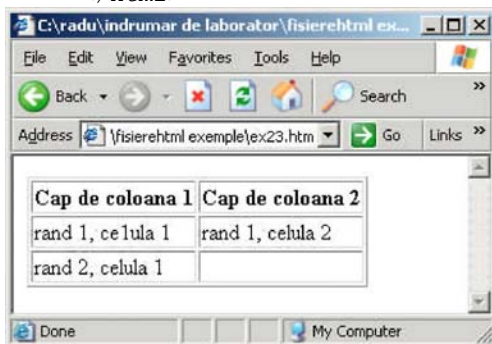 C:\radu\indrumar de laborator\fisierehtml ex...
File Edit View Favorites Tools Help
Back Search »
Address \fisierehtml exemple\ex23.htm Go Links »
Cap de coloana 1 Cap de coloana 2
rand 1, ce1ula 1 rand 1, celula 2
rand 2, celula 1
Done My Computer